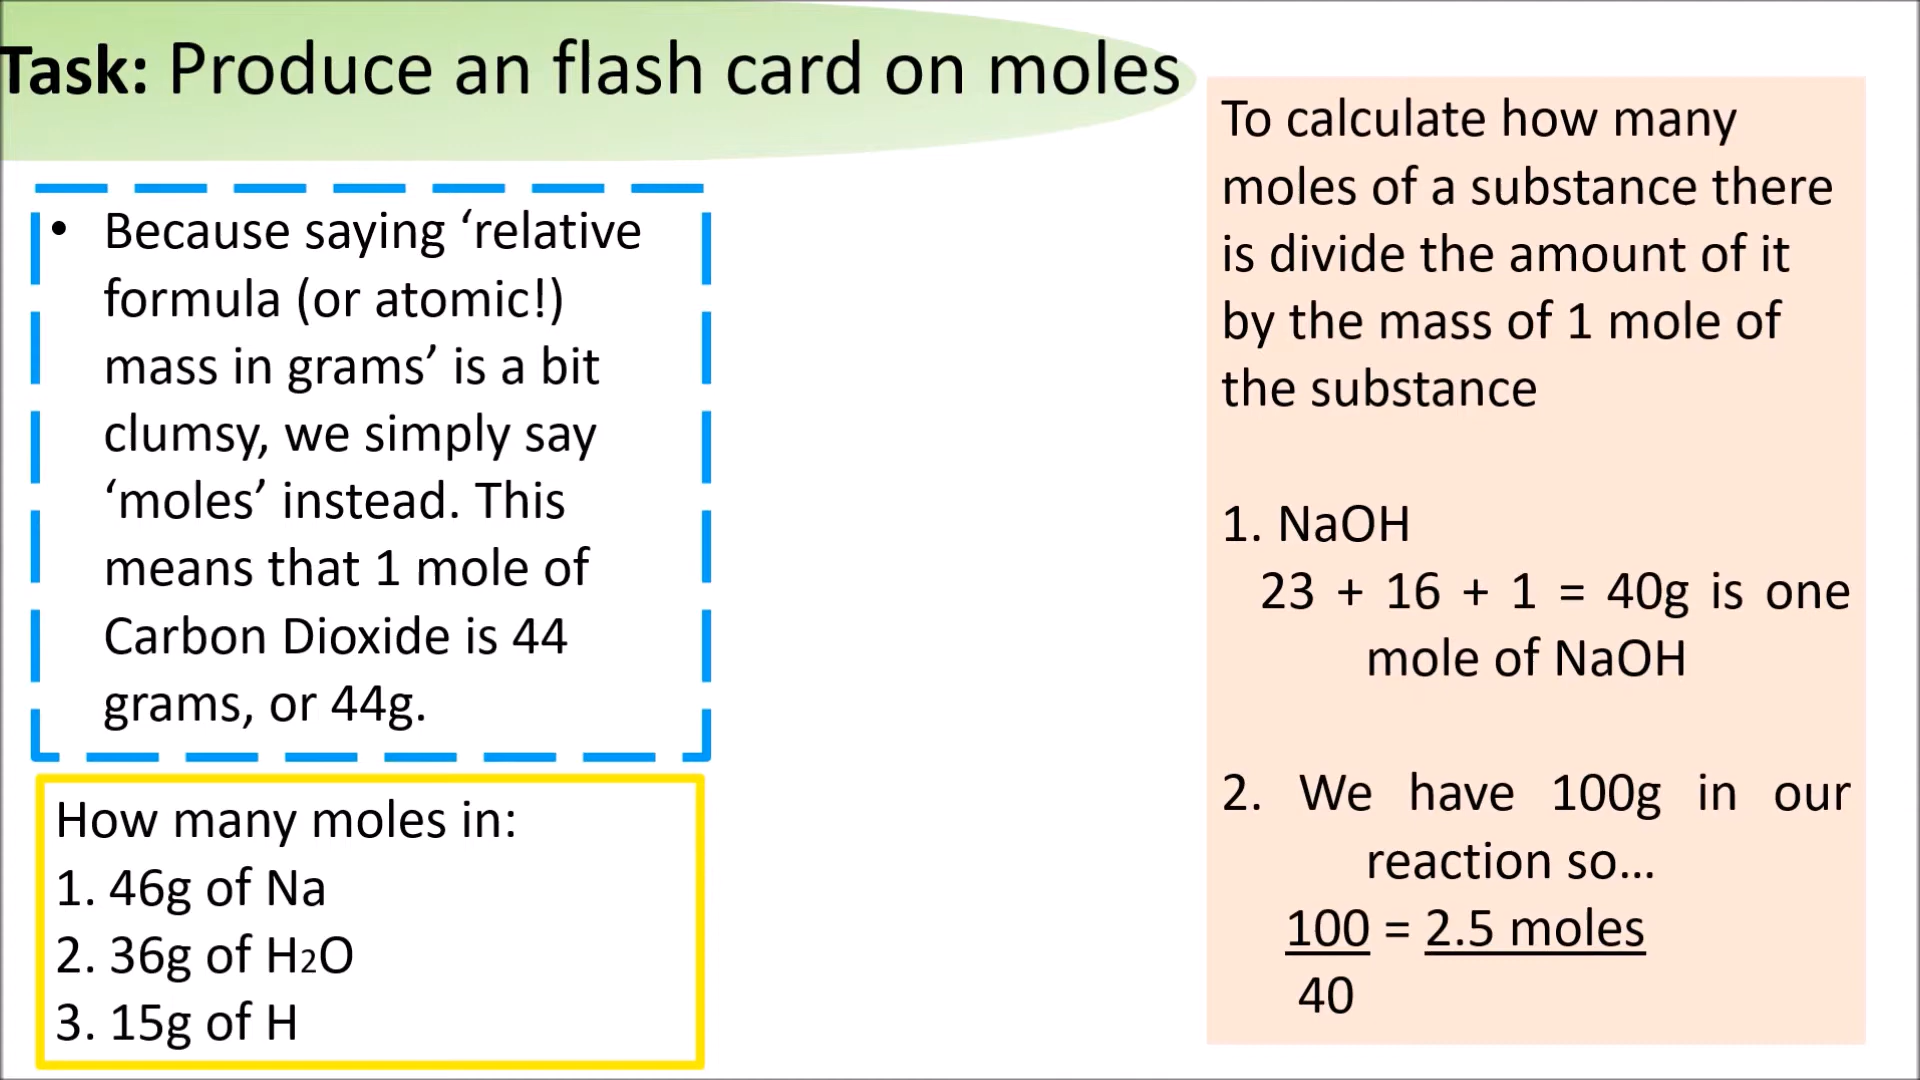 Task: Produce an flash card on moles
• Because saying ‘relative
formula (or atomic!)
mass in grams’ is a bit
clumsy, we simply say
‘moles’ instead. This
means that 1 mole of
Carbon Dioxide is 44
grams, or 44g.
How many moles in:
1. 46g of Na
2. 36g of H2O
3. 15g of H
To calculate how many
moles of a substance there
is divide the amount of it
by the mass of 1 mole of
the substance
1. NaOH
23 + 16 + 1 = 40g is one
mole of NaOH
2. We have 100g in our
reaction so...
100 = 2.5 moles
40